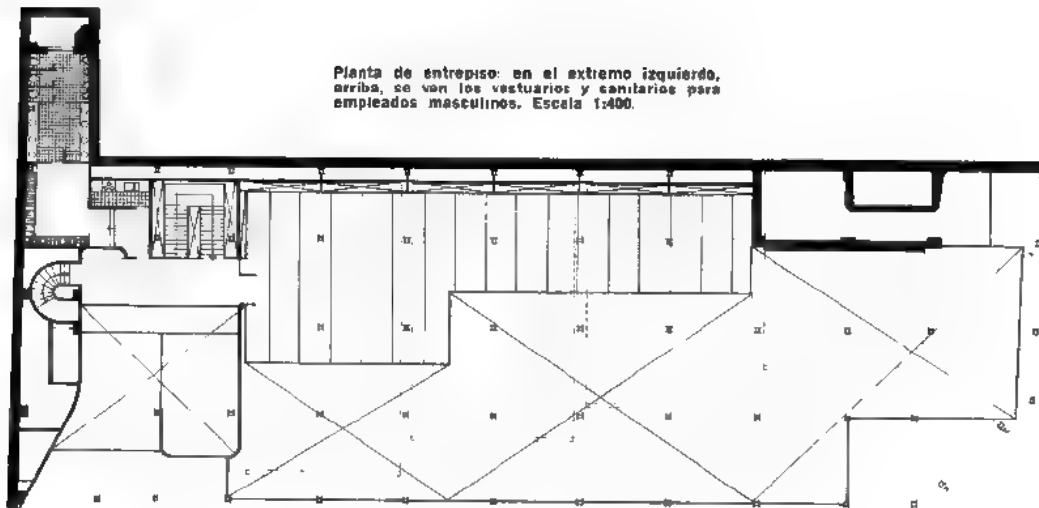 Planta de entrepiso: en el extremo izquierdo,
arriba, se ven los vestuarios y sanitarios para
empleados masculinos. Escala 1:400.